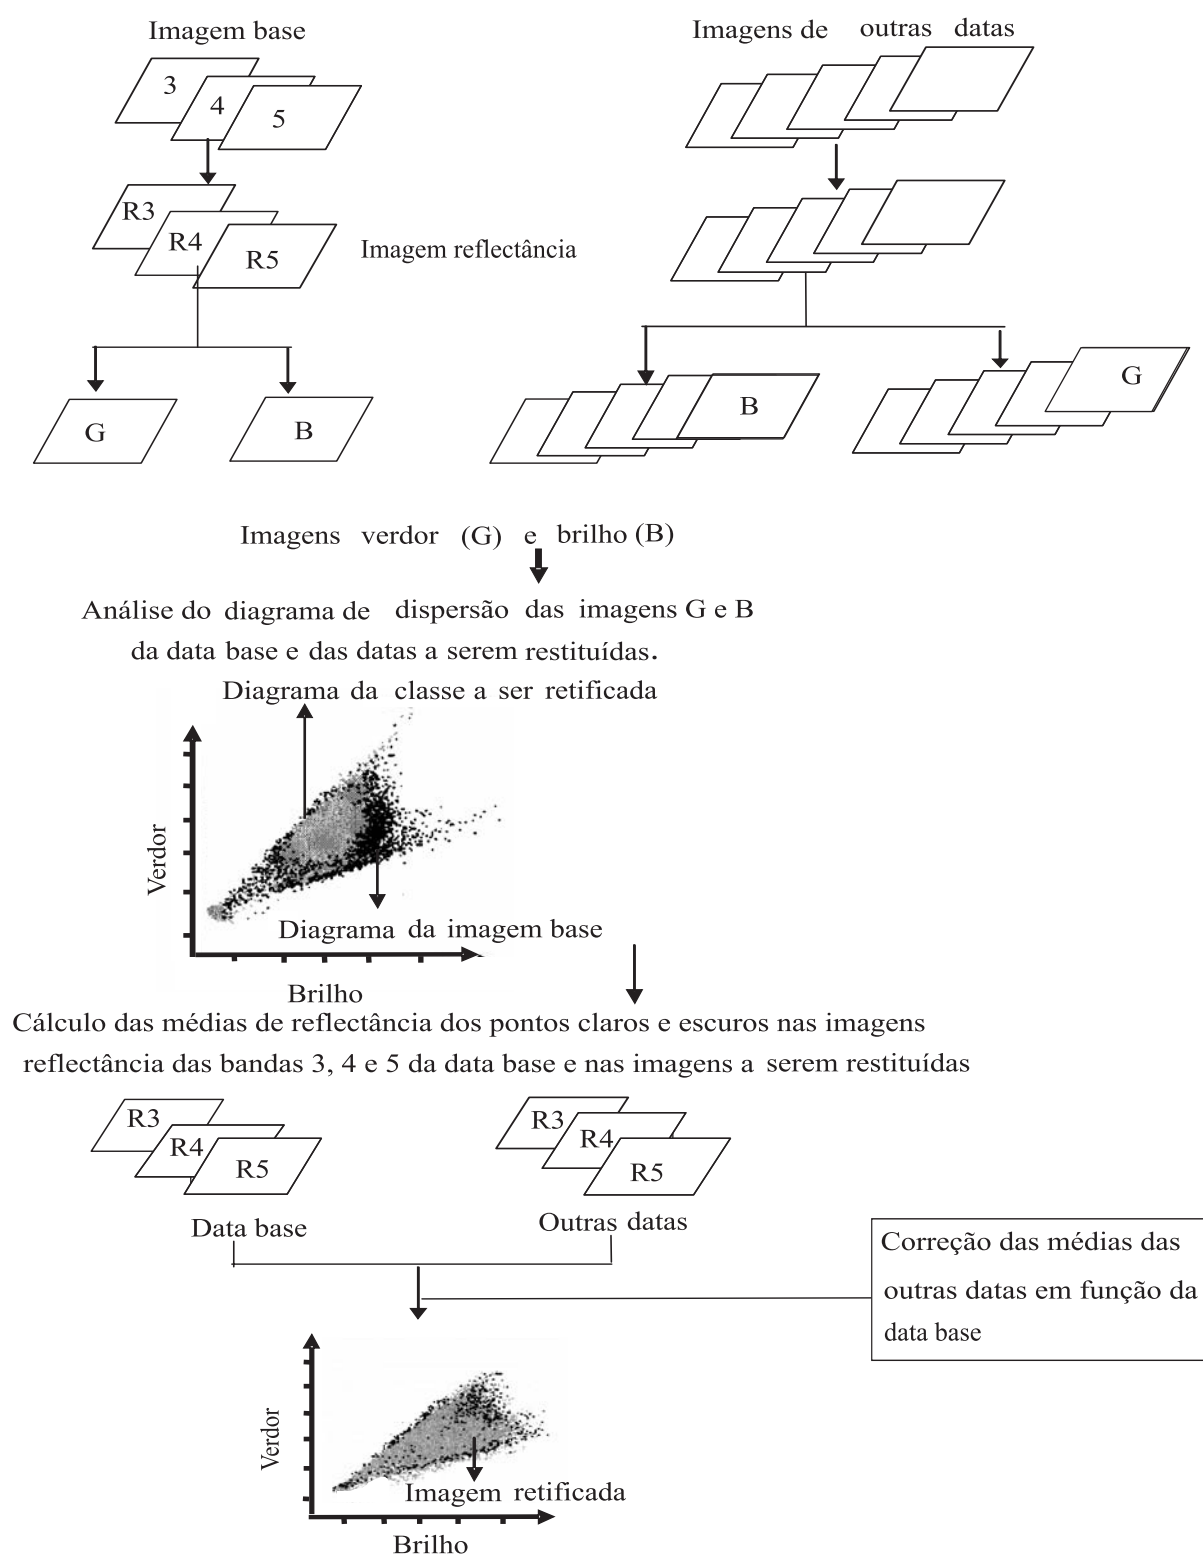 Imagem base
Imagens de outras datas
3
4
5
R3
R4
R5
Imagem reflectância
G
B
B
G
Imagens verdor (G) e brilho (B)
Análise do diagrama de dispersão das imagens G e B
da data base e das datas a serem restituídas.
Diagrama da classe a ser retificada
Verdor
Diagrama da imagem base
Brilho
Cálculo das médias de reflectância dos pontos claros e escuros nas imagens
reflectância das bandas 3, 4 e 5 da data base e nas imagens a serem restituídas
R3
R4
R5
R3
R4
R5
Data base
Outras datas
Correção das médias das
outras datas em função da
data base
Verdor
Imagem retificada
Brilho